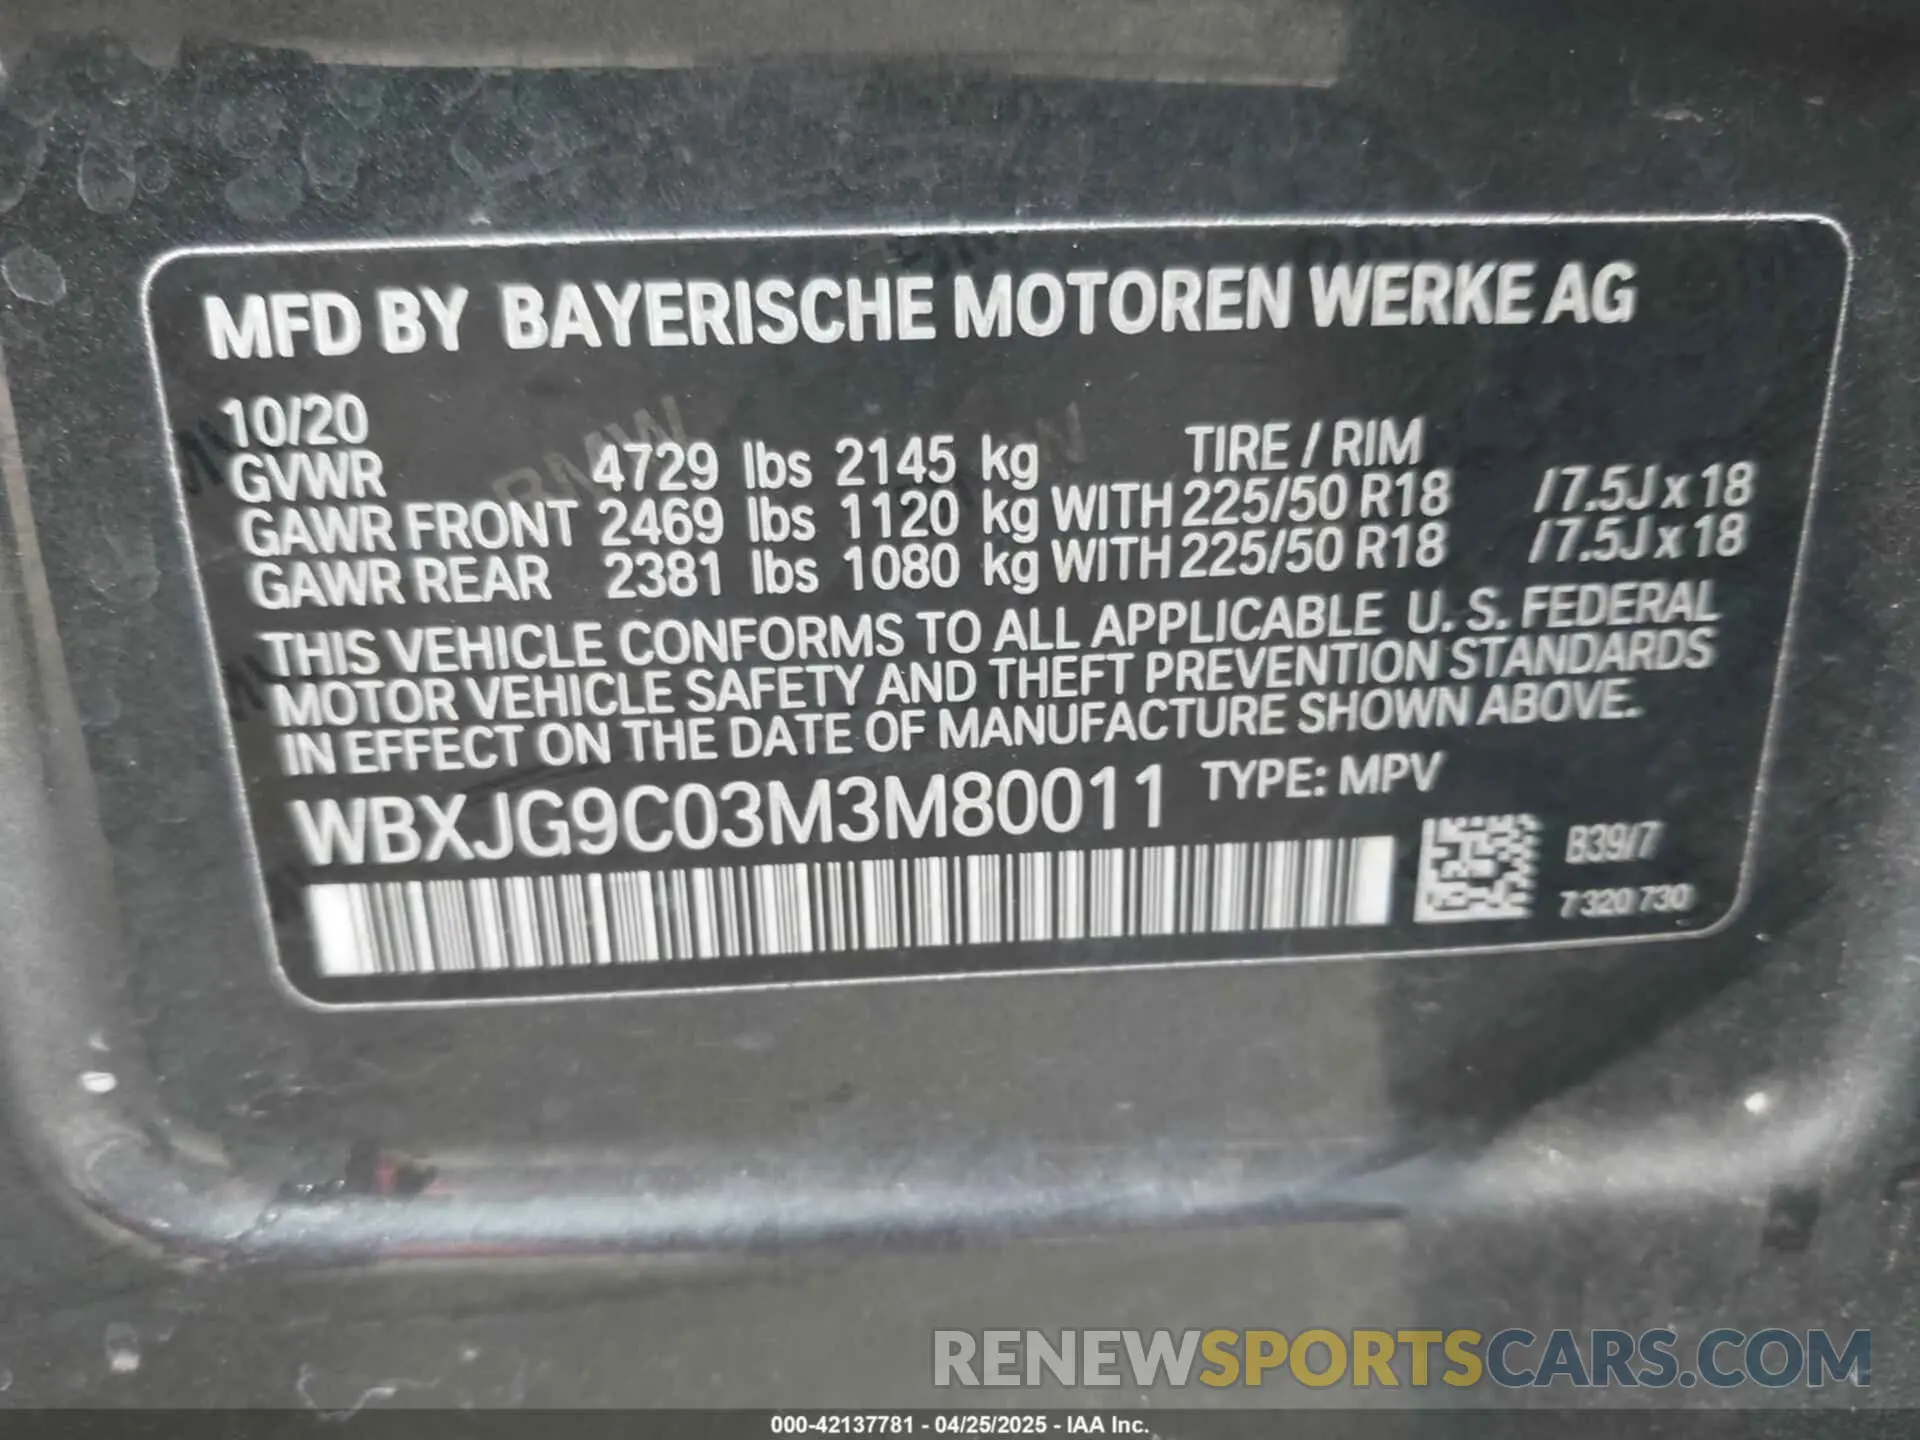 MFD BY BAYERISCHE MOTOREN WERKE AG
10/20
TIRE / RIM
GVWR 4729 lbs 2145 kg
GAWR FRONT 2469 lbs 1120 kg WITH 225/50 R18 / 7.5J x 18
GAWR REAR 2381 lbs 1080 kg WITH 225/50 R18 / 7.5J x 18
THIS VEHICLE CONFORMS TO ALL APPLICABLE U. S. FEDERAL
MOTOR VEHICLE SAFETY AND THEFT PREVENTION STANDARDS
IN EFFECT ON THE DATE OF MANUFACTURE SHOWN ABOVE.
WBXJG9C03M3M80011 TYPE: MPV
B39/7
7 320 730
RENEWSPORTSCARS.COM
000-42137781 - 04/25/2025 - IAA Inc.